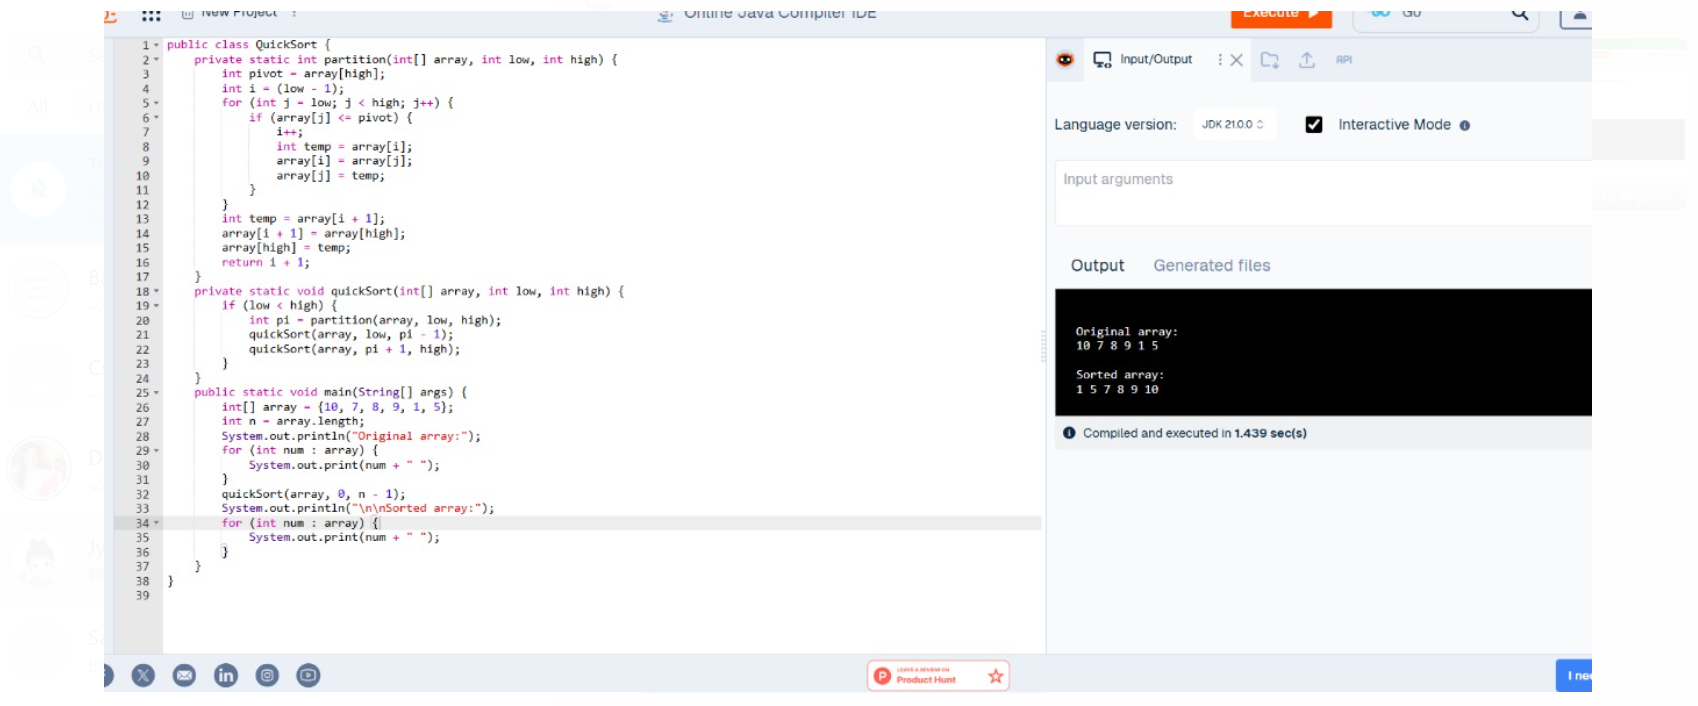 New Project
Online Java Compiler IDE
Execute
Go
1 public class QuickSort {
2 private static int partition(int[] array, int low, int high) {
3 int pivot = array[high];
4 int i = (low - 1);
5 for (int j = low; j < high; j++) {
6 if (array[j] <= pivot) {
7 i++;
8 int temp = array[i];
9 array[i] = array[j];
10 array[j] = temp;
11 }
12 }
13 int temp = array[i + 1];
14 array[i + 1] = array[high];
15 array[high] = temp;
16 return i + 1;
17 }
18 private static void quickSort(int[] array, int low, int high) {
19 if (low < high) {
20 int pi = partition(array, low, high);
21 quickSort(array, low, pi - 1);
22 quickSort(array, pi + 1, high);
23 }
24 }
25 public static void main(String[] args) {
26 int[] array = {10, 7, 8, 9, 1, 5};
27 int n = array.length;
28 System.out.println("Original array:");
29 for (int num : array) {
30 System.out.print(num + " ");
31 }
32 quickSort(array, 0, n - 1);
33 System.out.println("\n\nSorted array:");
34 for (int num : array) {
35 System.out.print(num + " ");
36 }
37 }
38 }
39
Input/Output
API
Language version: JDK 21.0.0 Interactive Mode
Input arguments
Output Generated files
Original array:
10 7 8 9 1 5
Sorted array:
1 5 7 8 9 10
Compiled and executed in 1.439 sec(s)
LEAVE A REVIEW ON
Product Hunt
I ne